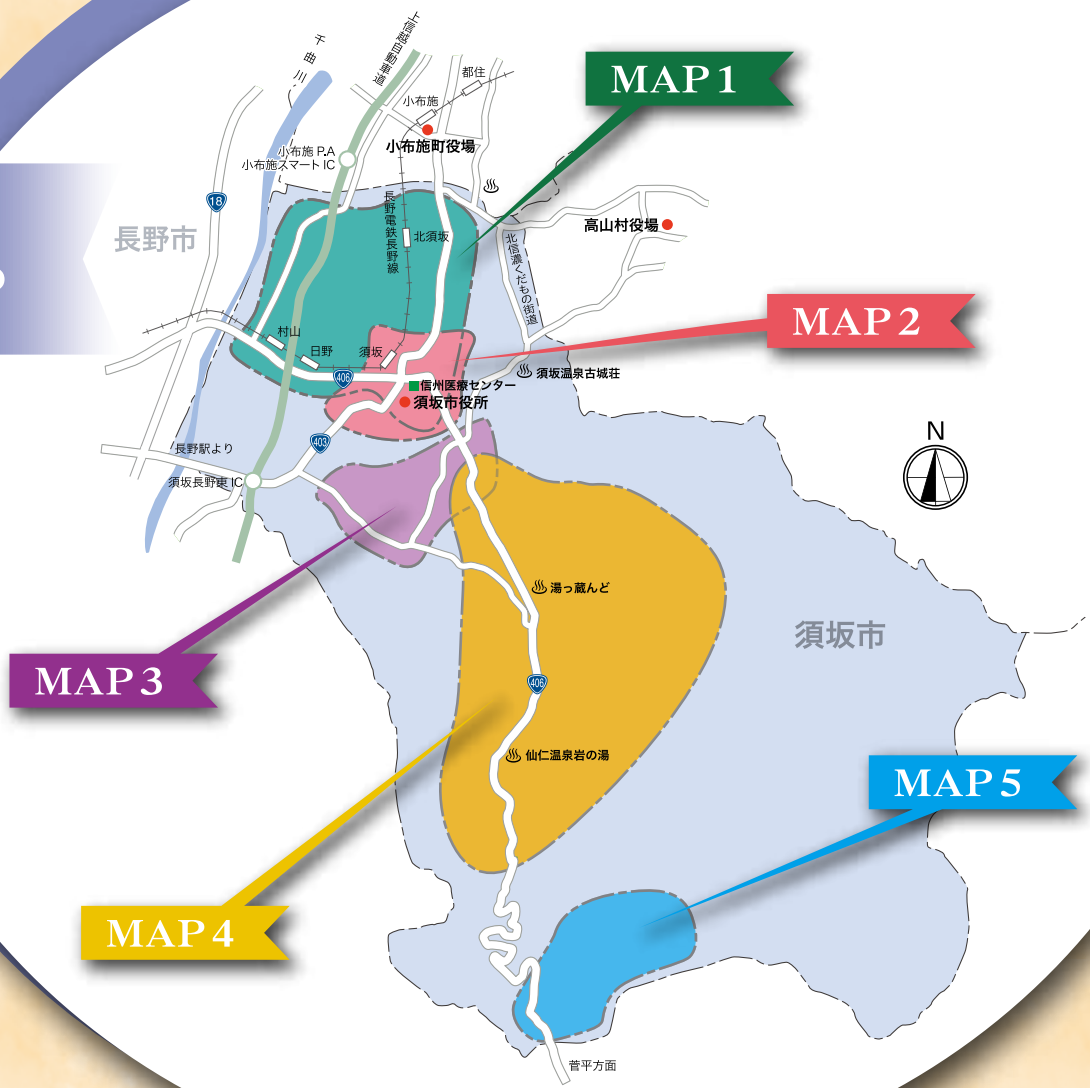 千曲川
上信越自動車道
都住
小布施
小布施町役場
小布施 P.A
小布施スマート IC
MAP 1
18
長野市
長野電鉄長野線
北須坂
北信濃くだもの街道
高山村役場
MAP 2
村山
日野
須坂
406
信州医療センター
須坂市役所
須坂温泉古城荘
403
長野駅より
須坂長野東 IC
N
湯っ蔵んど
須坂市
MAP 3
406
仙仁温泉岩の湯
MAP 5
MAP 4
菅平方面